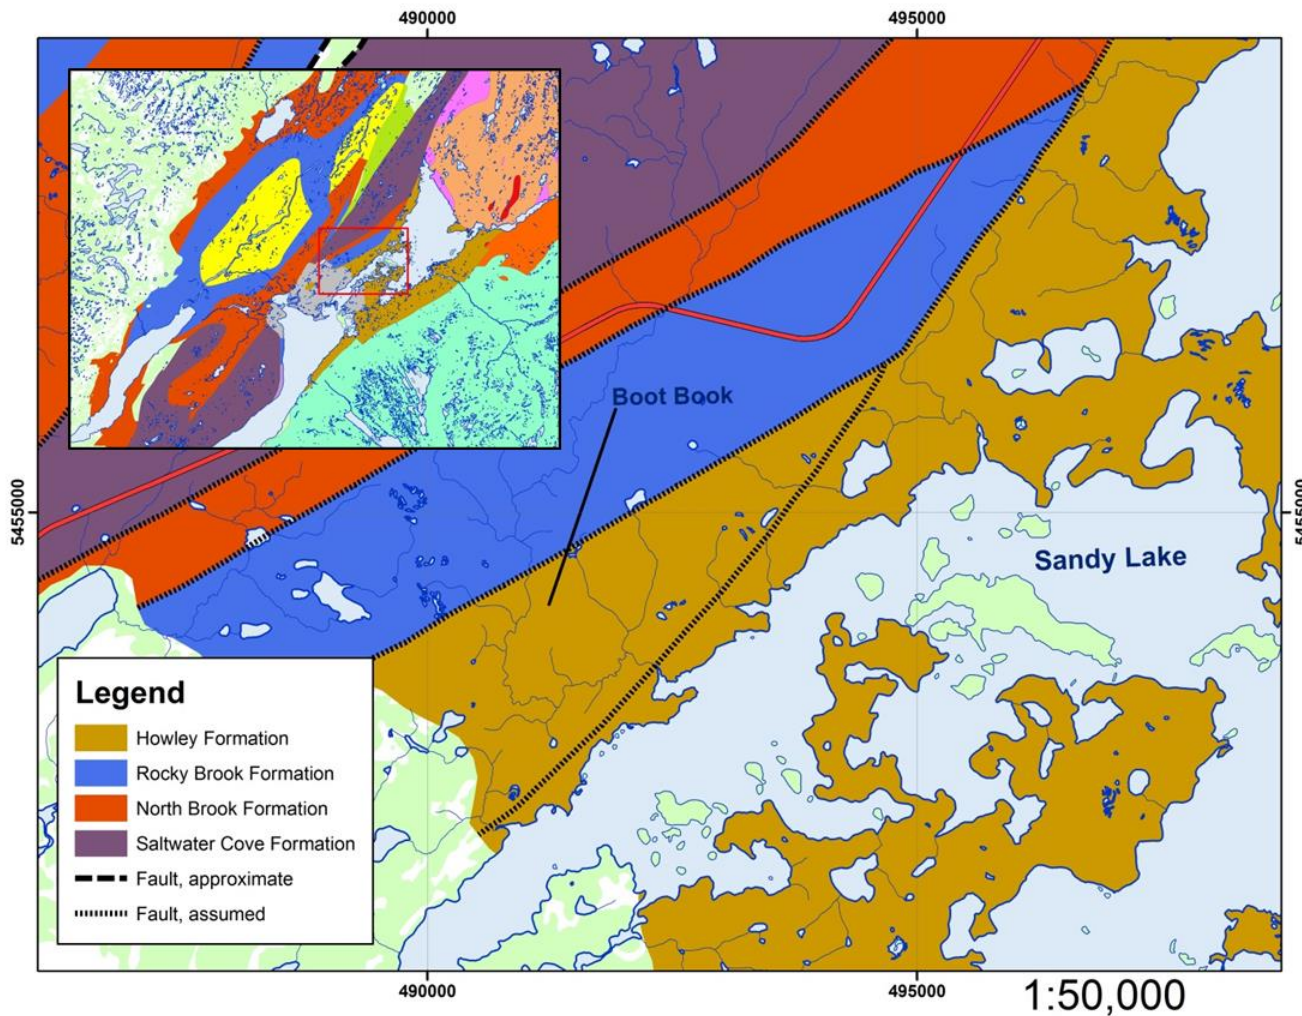 490000
495000
Boot Book
5455000
5455000
Sandy Lake
Legend
Howley Formation
Rocky Brook Formation
North Brook Formation
Saltwater Cove Formation
Fault, approximate
Fault, assumed
490000
495000
1:50,000